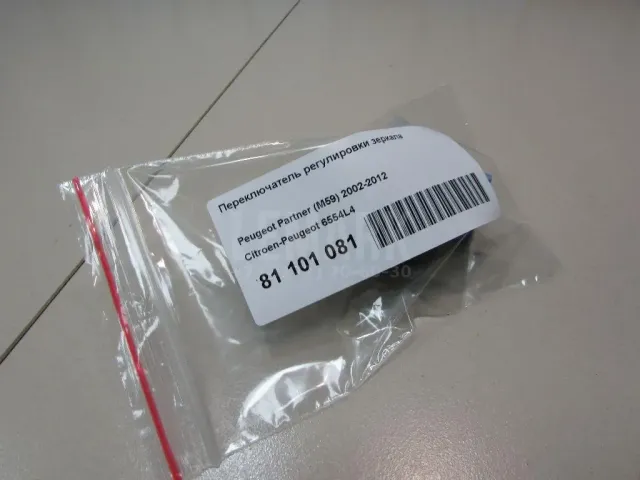 Переключатель регулировки зеркала
Peugeot Partner (M59) 2002-2012
Citroen-Peugeot 6554L4
81 101 081